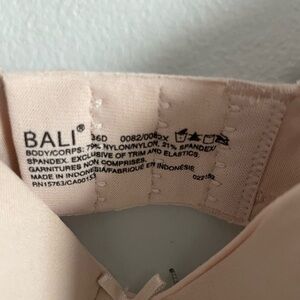 BALI® 36D 0082/0082X
BODY/CORPS: 79% NYLON/NYLON, 21% SPANDEX/
SPANDEX. EXCLUSIVE OF TRIM AND ELASTICS/
GARNITURES NON COMPRISES.
MADE IN INDONESIA/FABRIQUÉ EN INDONÉSIE
RN15763/CA00153